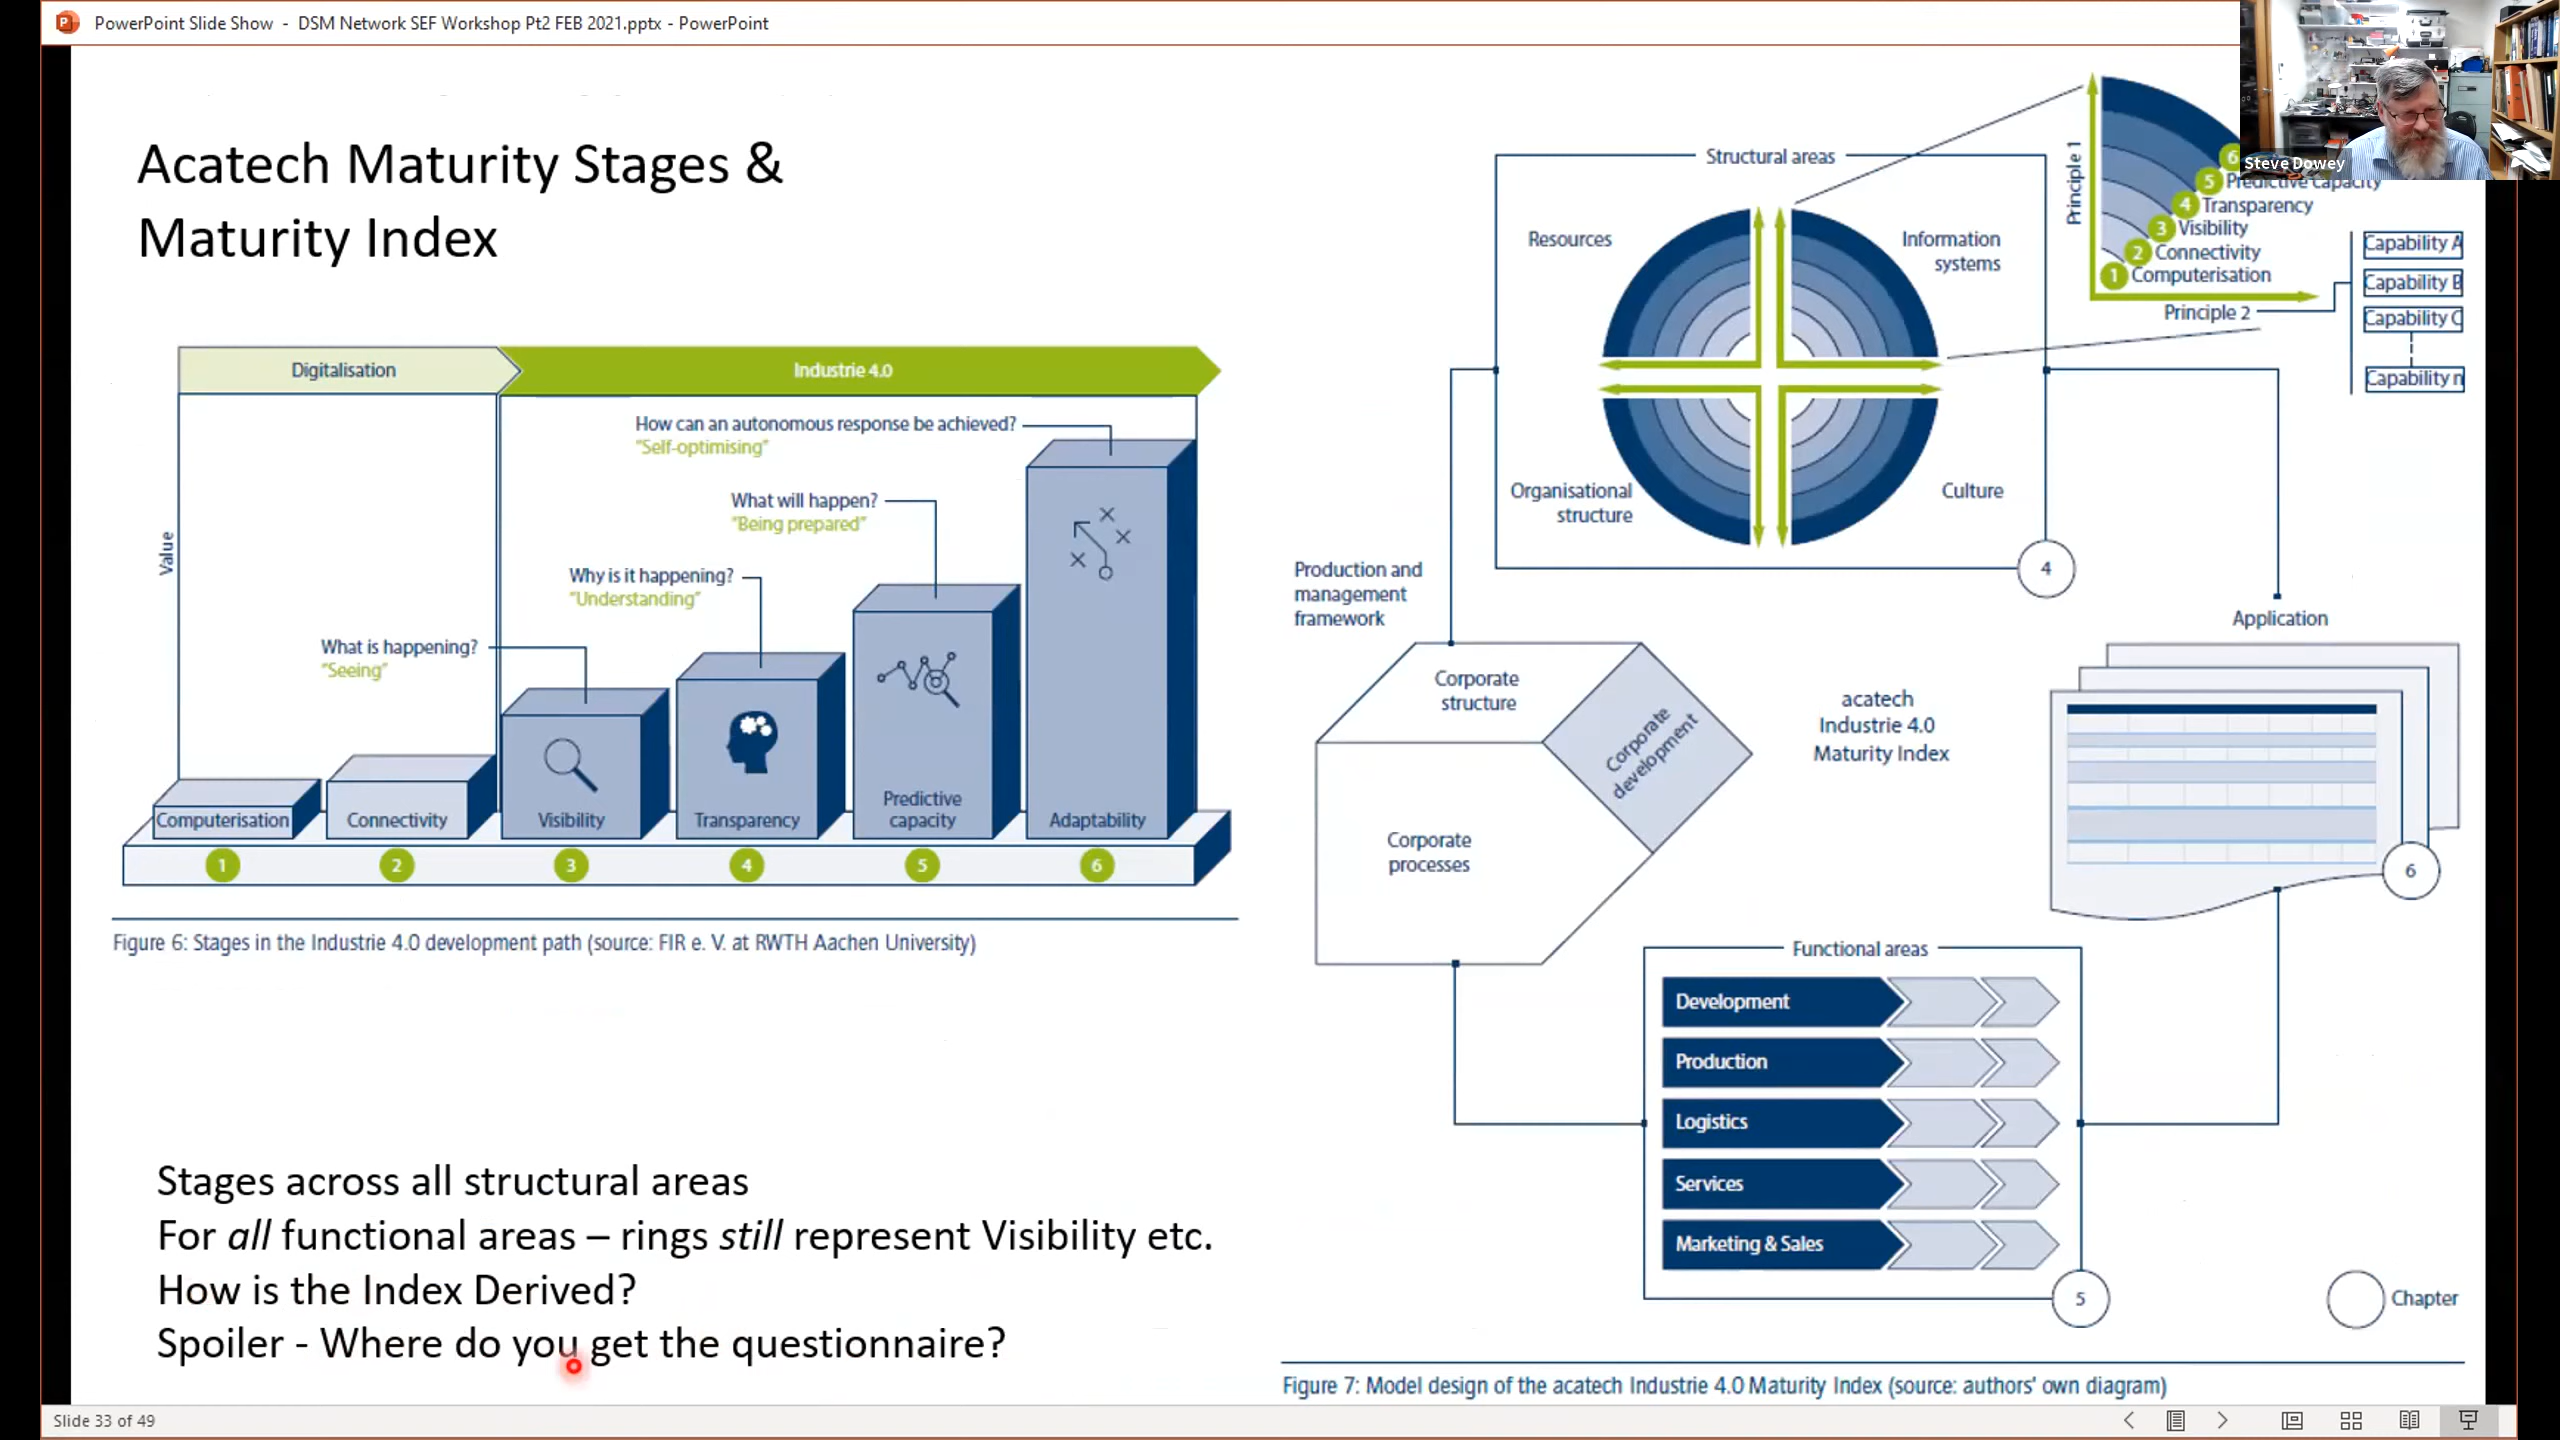 PowerPoint Slide Show - DSM Network SEF Workshop Pt2 FEB 2021.pptx - PowerPoint
Steve Dowey
Acatech Maturity Stages &
Maturity Index
Digitalisation
Industrie 4.0
Value
How can an autonomous response be achieved?
"Self-optimising"
What will happen?
"Being prepared"
Why is it happening?
"Understanding"
What is happening?
"Seeing"
Computerisation
Connectivity
Visibility
Transparency
Predictive
capacity
Adaptability
1
2
3
4
5
6
Figure 6: Stages in the Industrie 4.0 development path (source: FIR e. V. at RWTH Aachen University)
Stages across all structural areas
For all functional areas – rings still represent Visibility etc.
How is the Index Derived?
Spoiler - Where do you get the questionnaire?
Structural areas
Resources
Information
systems
Organisational
structure
Culture
4
Principle 1
6
5 Predictive capacity
4 Transparency
3 Visibility
2 Connectivity
1 Computerisation
Principle 2
Capability A
Capability B
Capability C
Capability n
Production and
management
framework
Corporate
structure
Corporate
development
Corporate
processes
acatech
Industrie 4.0
Maturity Index
Application
6
Functional areas
Development
Production
Logistics
Services
Marketing & Sales
5
Chapter
Figure 7: Model design of the acatech Industrie 4.0 Maturity Index (source: authors' own diagram)
Slide 33 of 49